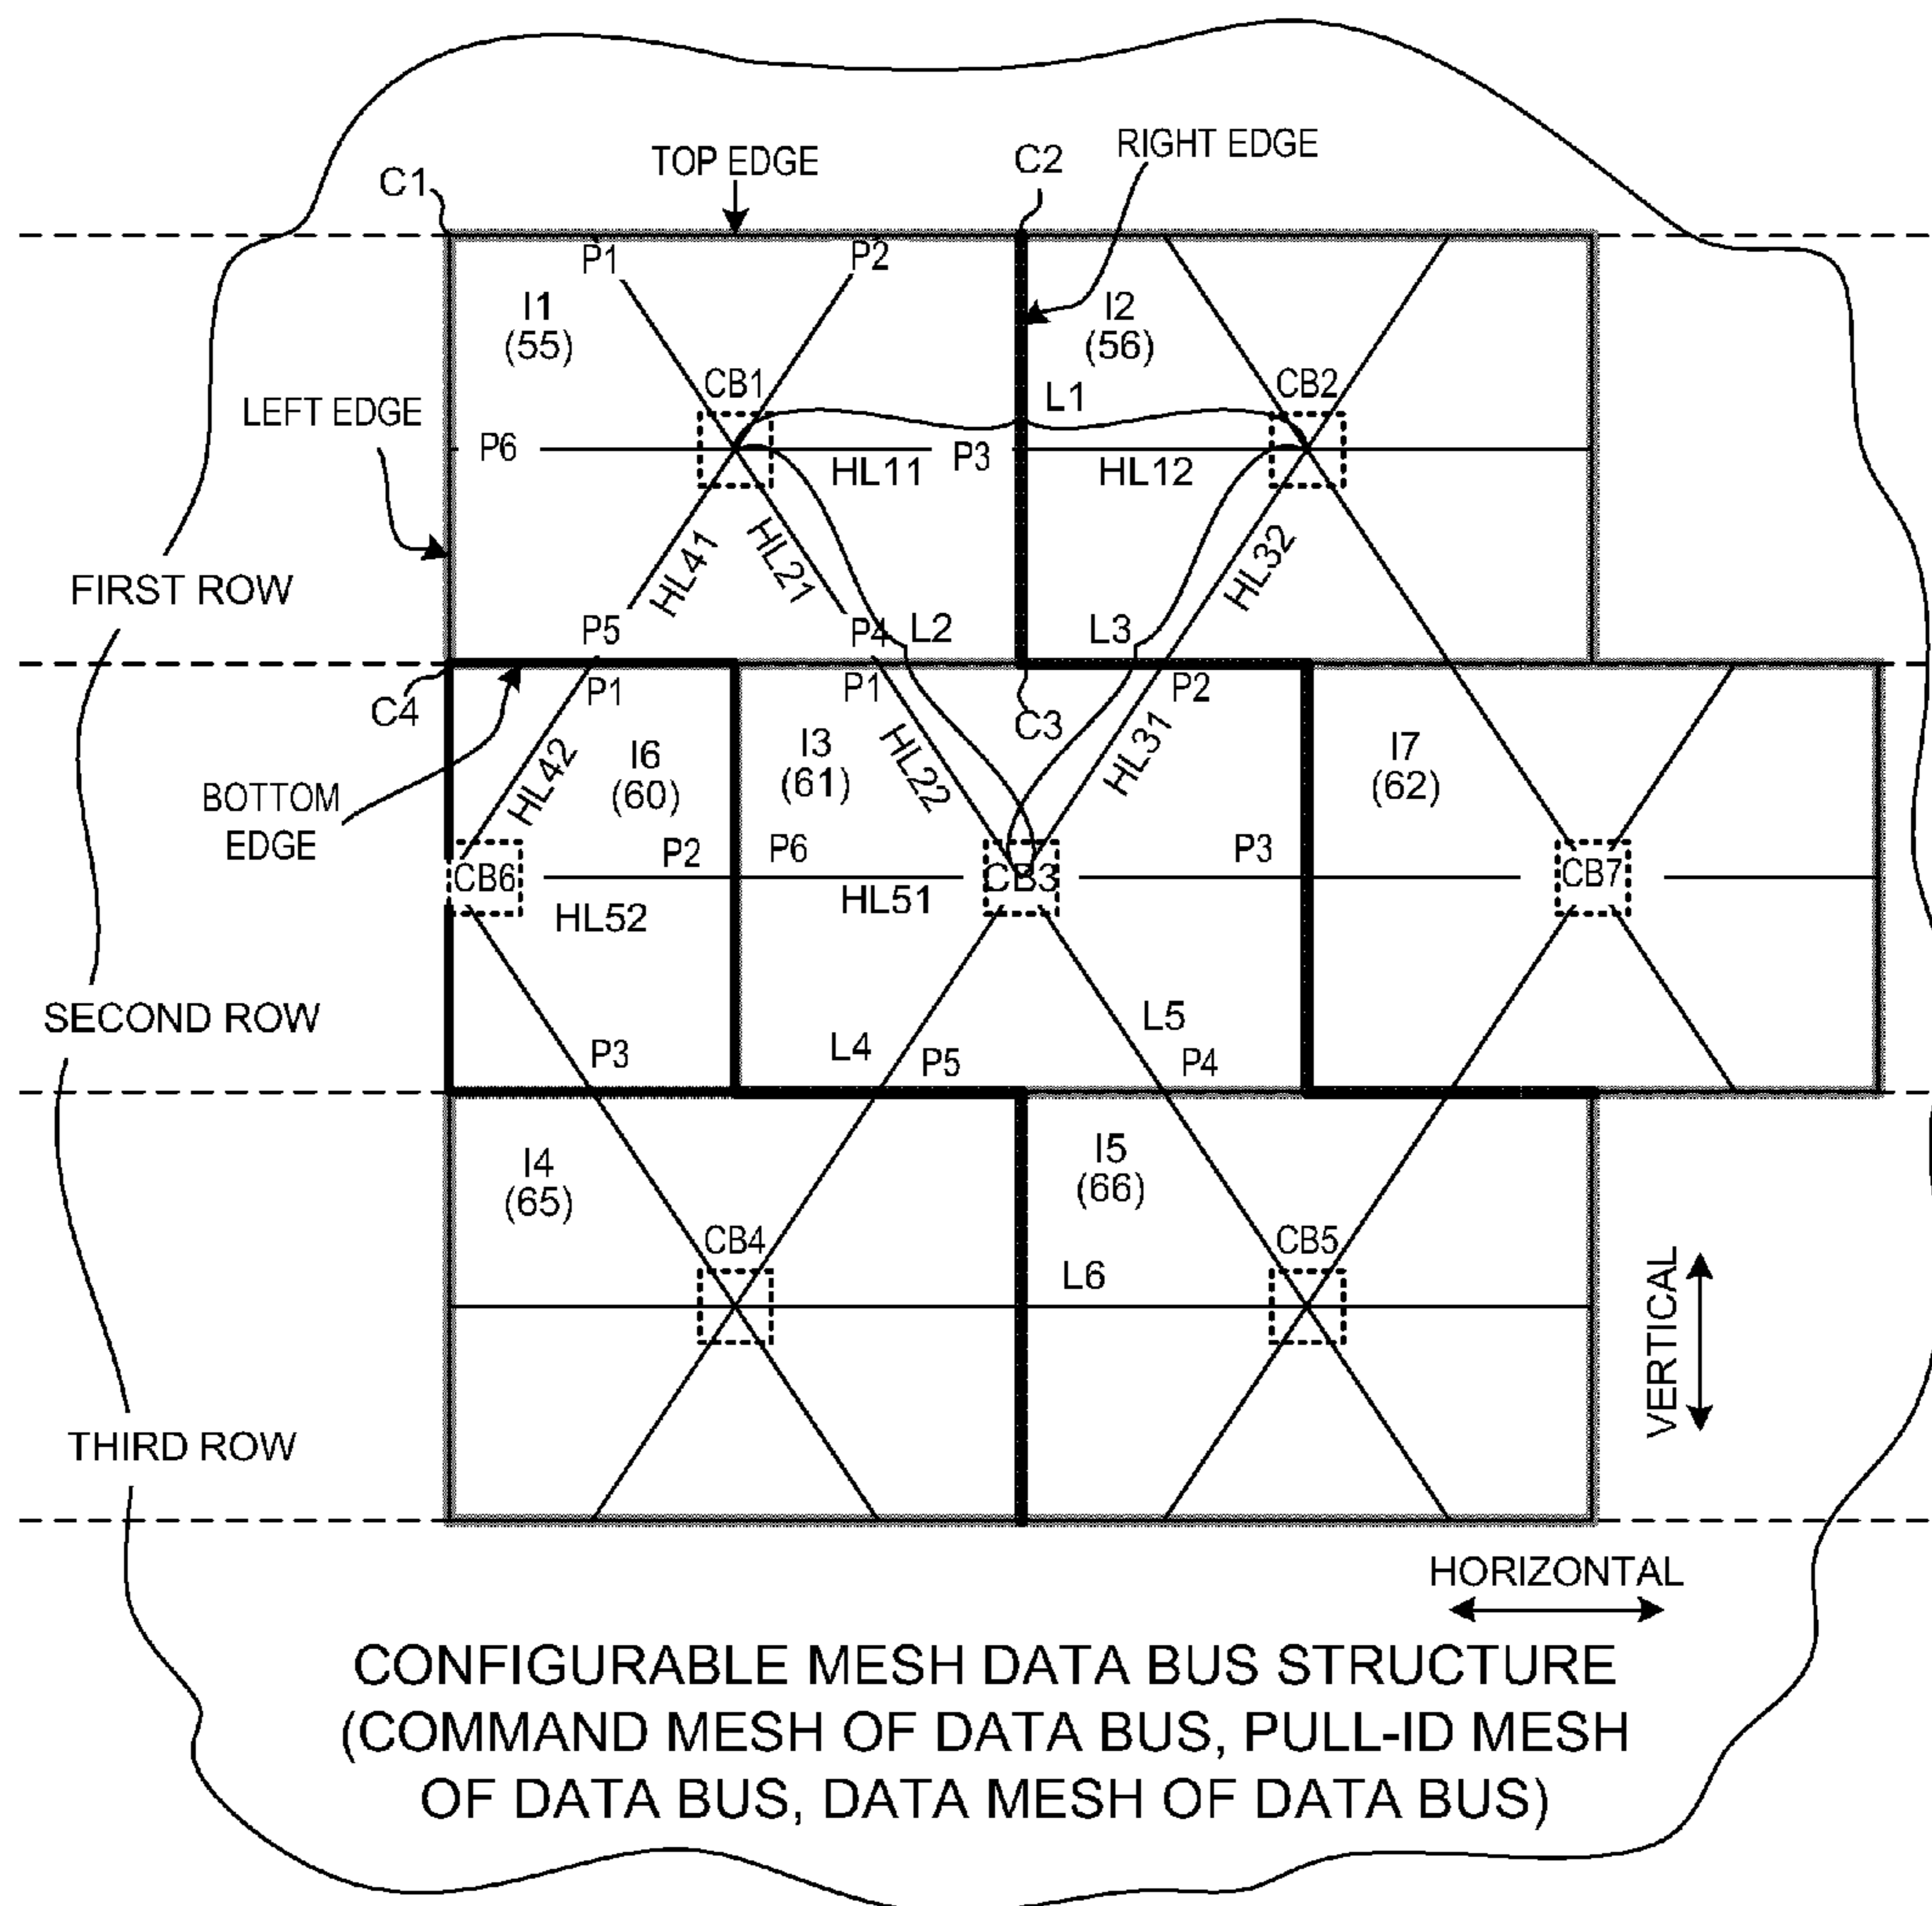 C1
TOP EDGE
C2
RIGHT EDGE
P1
P2
I1
(55)
I2
(56)
CB1
CB2
LEFT EDGE
L1
P6
P3
HL11
HL12
HL41
HL21
HL32
FIRST ROW
P5
P4
L2
L3
C4
P1
P1
C3
P2
HL42
I6
(60)
I3
(61)
HL22
HL31
I7
(62)
BOTTOM
EDGE
P2
P6
P3
CB6
CB3
CB7
HL52
HL51
SECOND ROW
P3
L4
P5
L5
P4
I4
(65)
I5
(66)
CB4
CB5
L6
VERTICAL
THIRD ROW
HORIZONTAL
CONFIGURABLE MESH DATA BUS STRUCTURE
(COMMAND MESH OF DATA BUS, PULL-ID MESH
OF DATA BUS, DATA MESH OF DATA BUS)